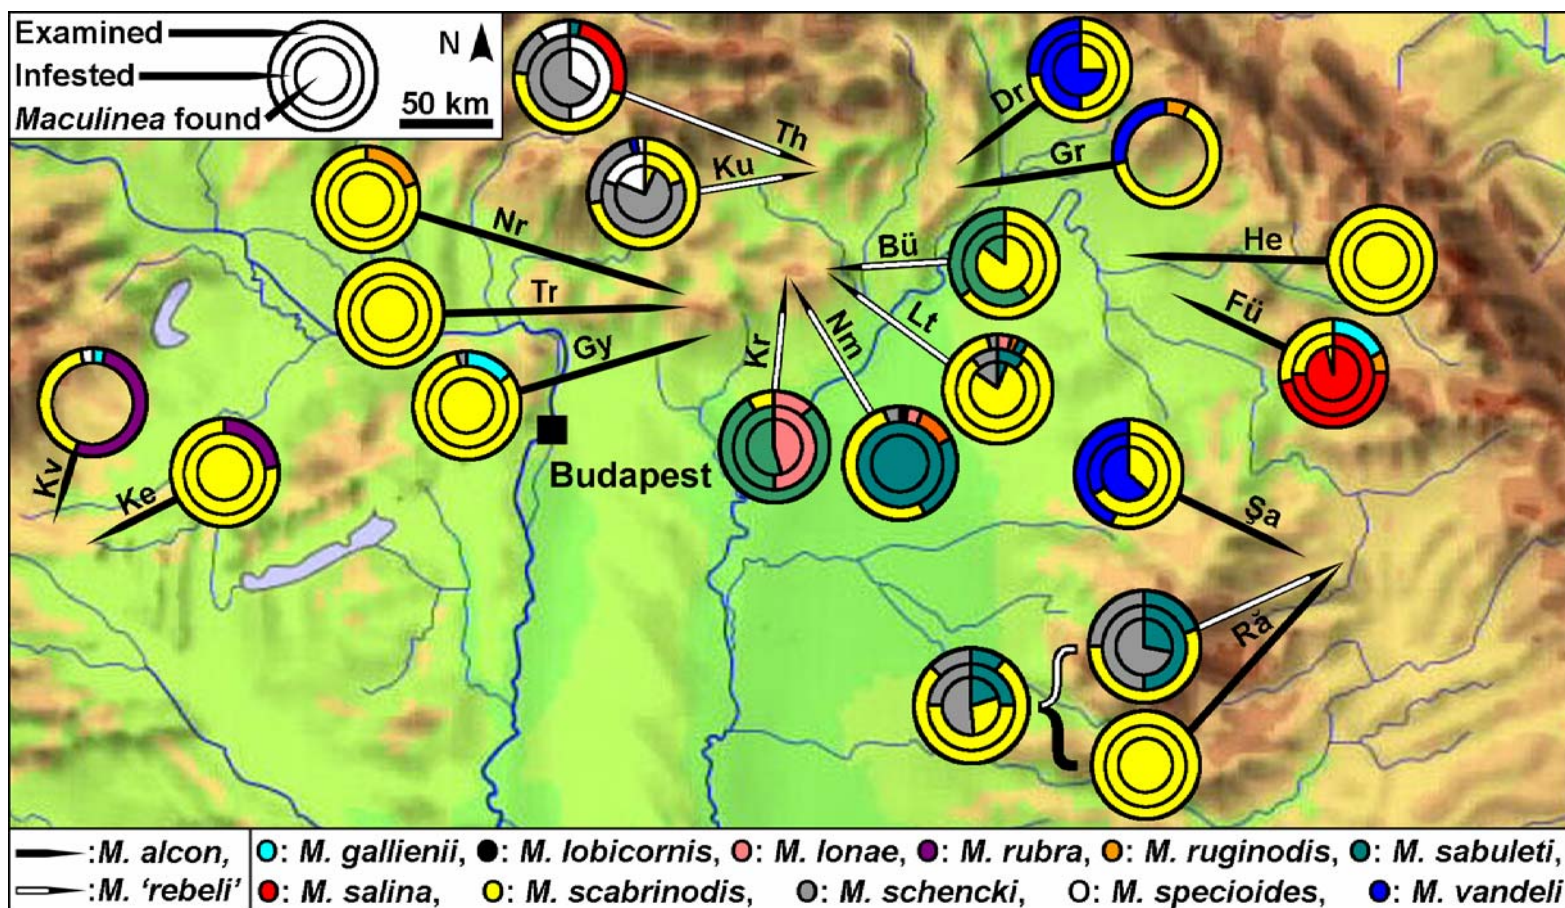 Examined
Infested
Maculinea found
N
50 km
Th
Ku
Dr
Gr
Nr
Tr
Gy
Bü
Lt
He
Fü
Kr
Nm
Kv
Ke
Budapest
Şa
Ră
:M. alcon,
:M. ‘rebeli’
: M. gallienii, : M. lobicornis, : M. lonae, : M. rubra, : M. ruginodis, : M. sabuleti,
: M. salina, : M. scabrinodis, : M. schencki, : M. specioides, : M. vandeli